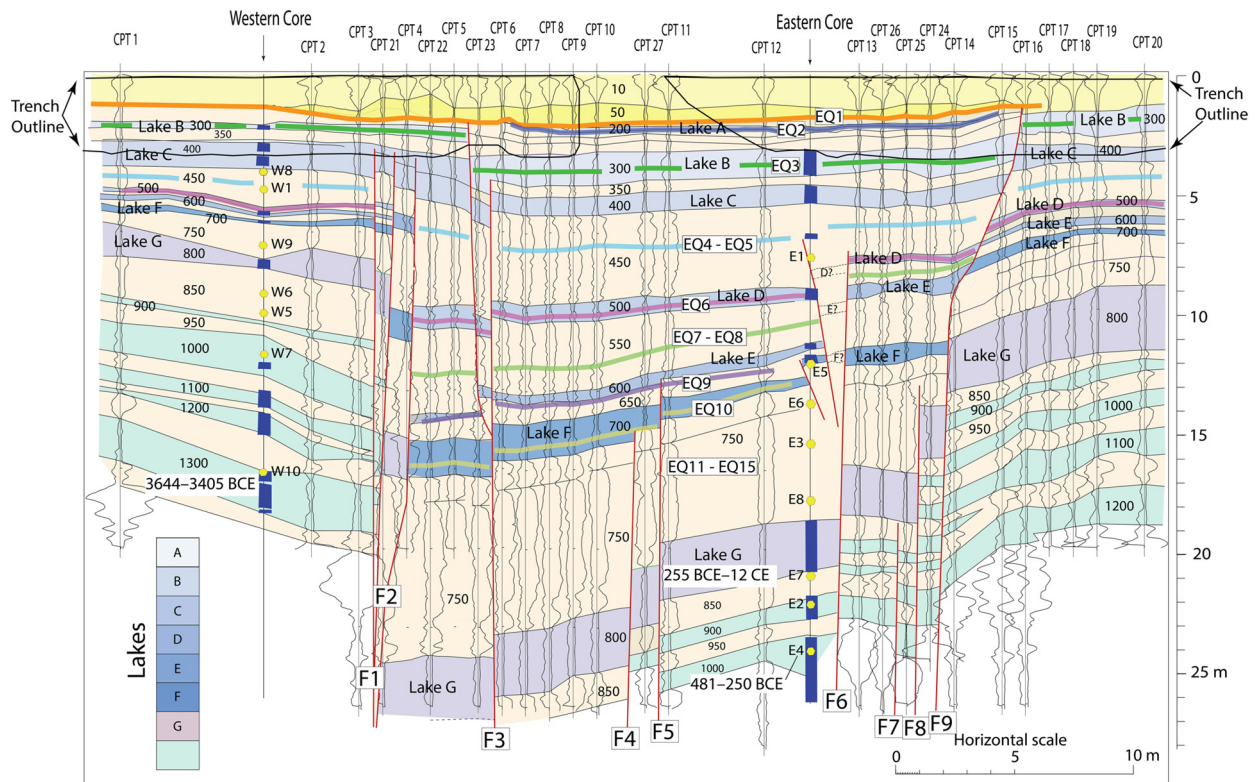 Western Core
Eastern Core
CPT 1
CPT 2
CPT 3
CPT 21
CPT 4
CPT 22
CPT 5
CPT 23
CPT 6
CPT 7
CPT 8
CPT 9
CPT 10
CPT 27
CPT 11
CPT 12
CPT 13
CPT 26
CPT 25
CPT 24
CPT 14
CPT 15
CPT 16
CPT 17
CPT 18
CPT 19
CPT 20
Trench
Outline
Trench
Outline
0
5
10
15
20
25 m
10
50
200
Lake A
EQ1
EQ2
Lake B
300
350
Lake C
400
450
500
600
Lake F
700
750
Lake G
800
850
900
950
1000
1100
1200
1300
3644–3405 BCE
W8
W1
W9
W6
W5
W7
W10
Lake B
300
EQ3
350
400
Lake C
EQ4 - EQ5
450
500
EQ6
Lake D
EQ7 - EQ8
550
Lake E
600
EQ9
650
EQ10
Lake F
700
750
EQ11 - EQ15
750
750
Lake G
Lake G
255 BCE–12 CE
800
850
850
900
950
1000
481–250 BCE
E1
E5
E6
E3
E8
E7
E2
E4
D?
E?
F?
Lake D
Lake E
Lake F
Lake B
300
Lake C
400
Lake D
500
Lake E
600
Lake F
700
750
Lake G
800
850
900
950
1000
1100
1200
F1
F2
F3
F4
F5
F6
F7
F8
F9
Lakes
A
B
C
D
E
F
G
Horizontal scale
0
5
10 m